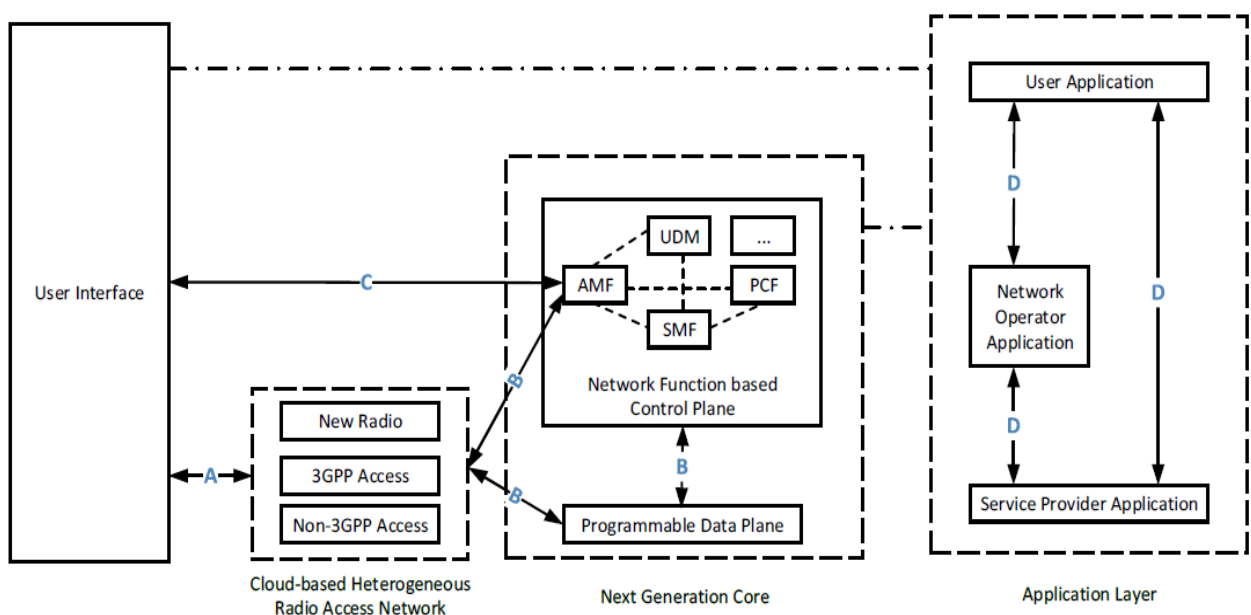 User Interface
A
C
New Radio
3GPP Access
Non-3GPP Access
Cloud-based Heterogeneous
Radio Access Network
B
B
B
UDM
...
AMF
PCF
SMF
Network Function based
Control Plane
Programmable Data Plane
Next Generation Core
User Application
D
D
Network
Operator
Application
D
Service Provider Application
Application Layer